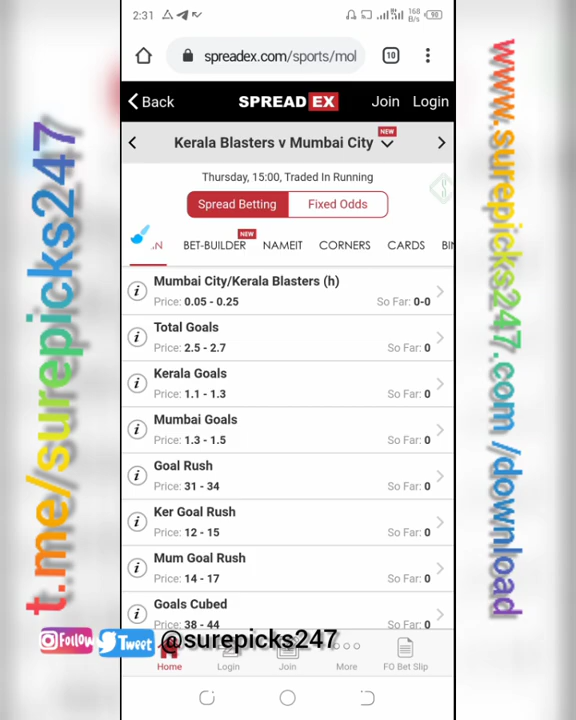 2:31
168
B/s
90
spreadex.com/sports/mol
10
Back
SPREADEX
Join
Login
NEW
Kerala Blasters v Mumbai City
Thursday, 15:00, Traded In Running
Spread Betting
Fixed Odds
NEW
BET-BUILDER
NAMEIT
CORNERS
CARDS
Mumbai City/Kerala Blasters (h)
Price: 0.05 - 0.25
So Far: 0-0
Total Goals
Price: 2.5 - 2.7
So Far: 0
Kerala Goals
Price: 1.1 - 1.3
So Far: 0
Mumbai Goals
Price: 1.3 - 1.5
So Far: 0
Goal Rush
Price: 31 - 34
So Far: 0
Ker Goal Rush
Price: 12 - 15
So Far: 0
Mum Goal Rush
Price: 14 - 17
So Far: 0
Goals Cubed
Price: 38 - 44
So Far: 0
Follow
Tweet
@surepicks247
Home
Login
Join
More
FO Bet Slip
t.me/surepicks247
www.surepicks247.com/download